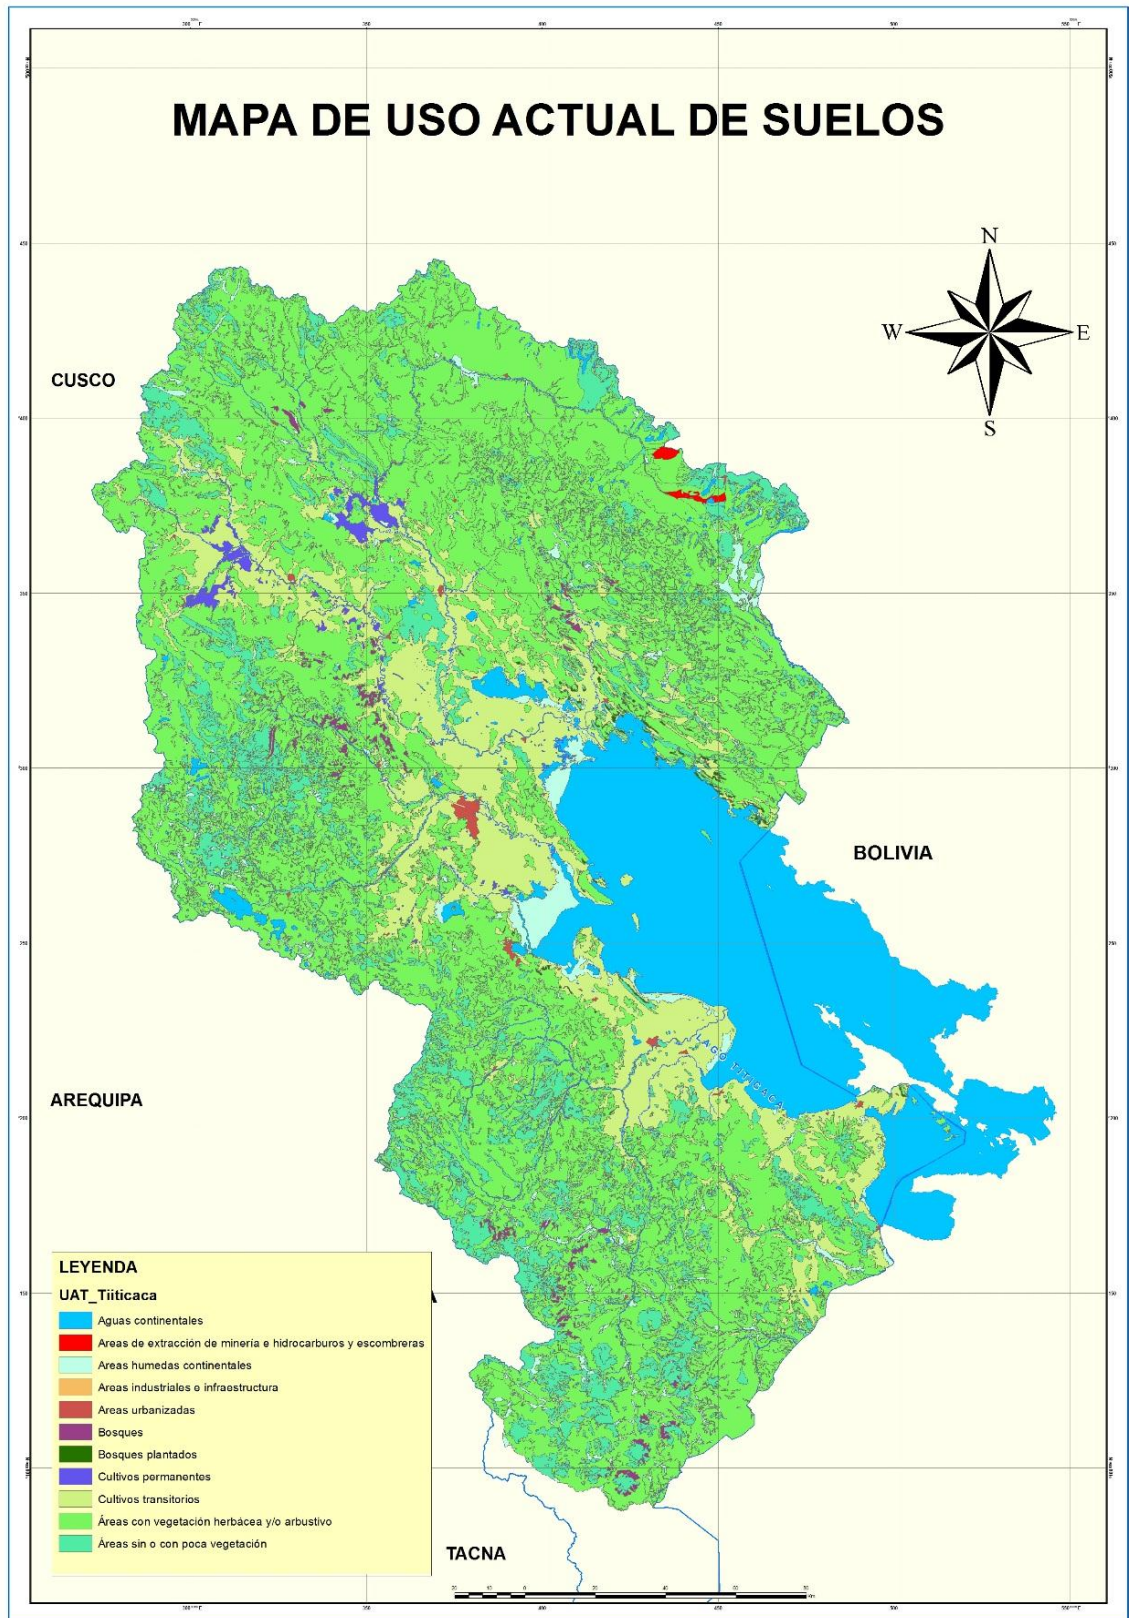 MAPA DE USO ACTUAL DE SUELOS
N
W
E
S
CUSCO
BOLIVIA
AREQUIPA
LAGO TITICACA
LEYENDA
UAT_Titicaca
Aguas continentales
Areas de extracción de minería e hidrocarburos y escombreras
Areas humedas continentales
Areas industriales e infraestructura
Areas urbanizadas
Bosques
Bosques plantados
Cultivos permanentes
Cultivos transitorios
Áreas con vegetación herbácea y/o arbustivo
Áreas sin o con poca vegetación
TACNA